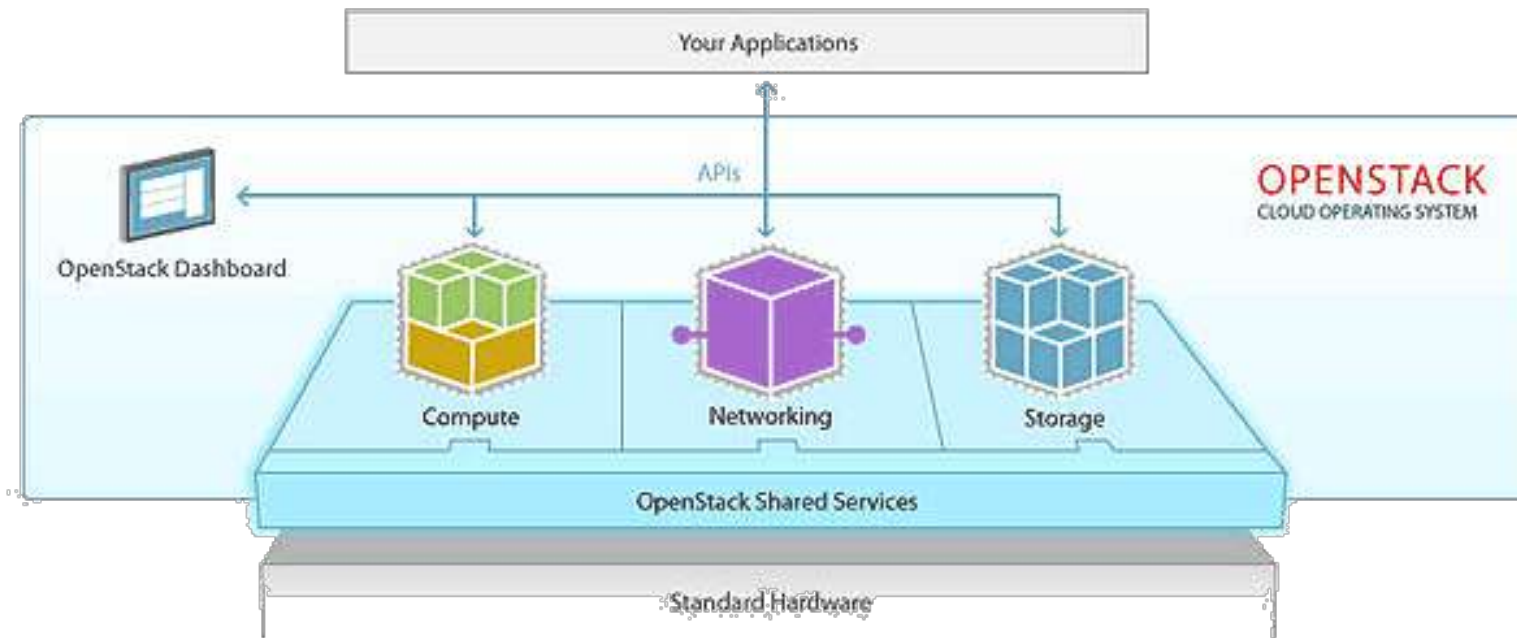 Your Applications
APIs
OPENSTACK
CLOUD OPERATING SYSTEM
OpenStack Dashboard
Compute
Networking
Storage
OpenStack Shared Services
Standard Hardware